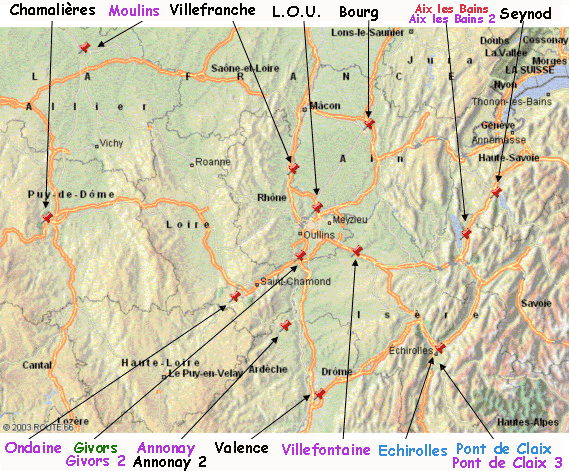 Chamalières Moulins Villefranche L.O.U. Bourg Aix les Bains
Aix les Bains 2 Seynod
Lons-le-Saunier
Doubs Cossonay
La.Vallée
Morges
Jura
LA SUISSE
Nyon
Thonon-les-Bains
LA FRANCE
Saône-et-Loire
Allier
Mâcon
Genève
Annemasse
Vichy
Roanne
Ain
Haute-Savoie
Puy-de-Dôme
Rhône
Loire
Meyzieu
Oullins
Saint-Chamond
Savoie
Isère
Échirolles
Cantal
Haute-Loire
Le Puy-en-Velay
Ardèche
Drôme
Lozère
Hautes-Alpes
© 2003 ROUTE 66
Ondaine Givors Annonay Valence Villefontaine Echirolles Pont de Claix
Givors 2 Annonay 2 Pont de Claix 3